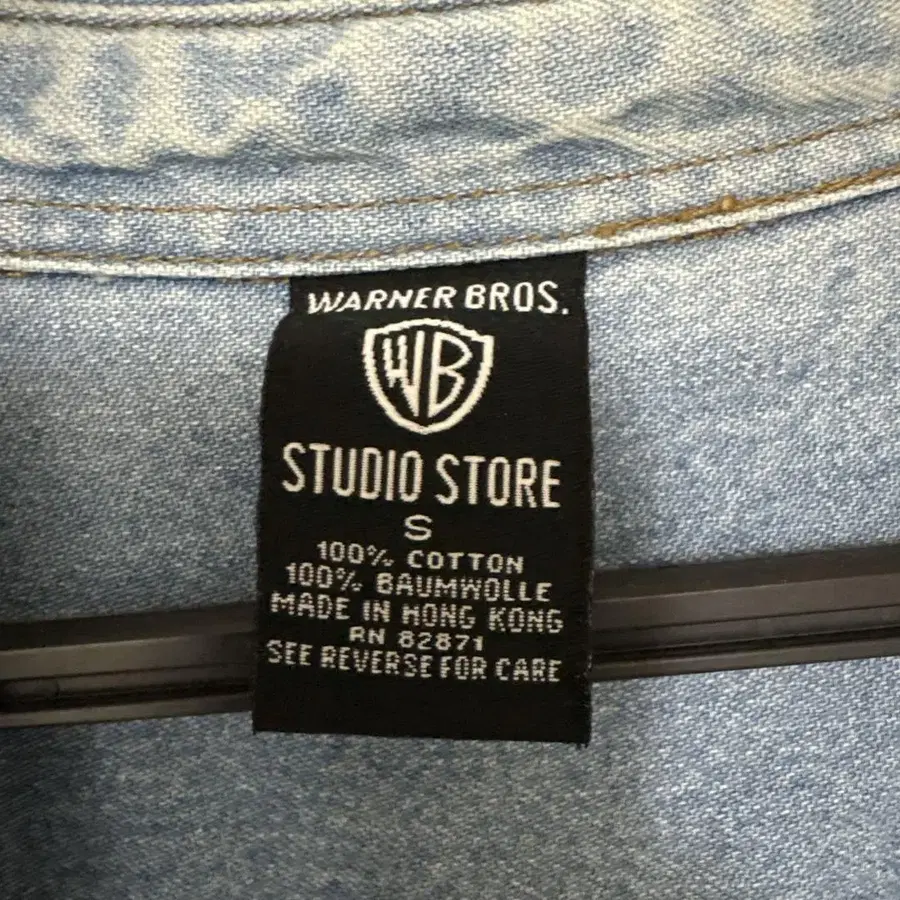 WARNER BROS.
WB
STUDIO STORE
S
100% COTTON
100% BAUMWOLLE
MADE IN HONG KONG
RN 82871
SEE REVERSE FOR CARE